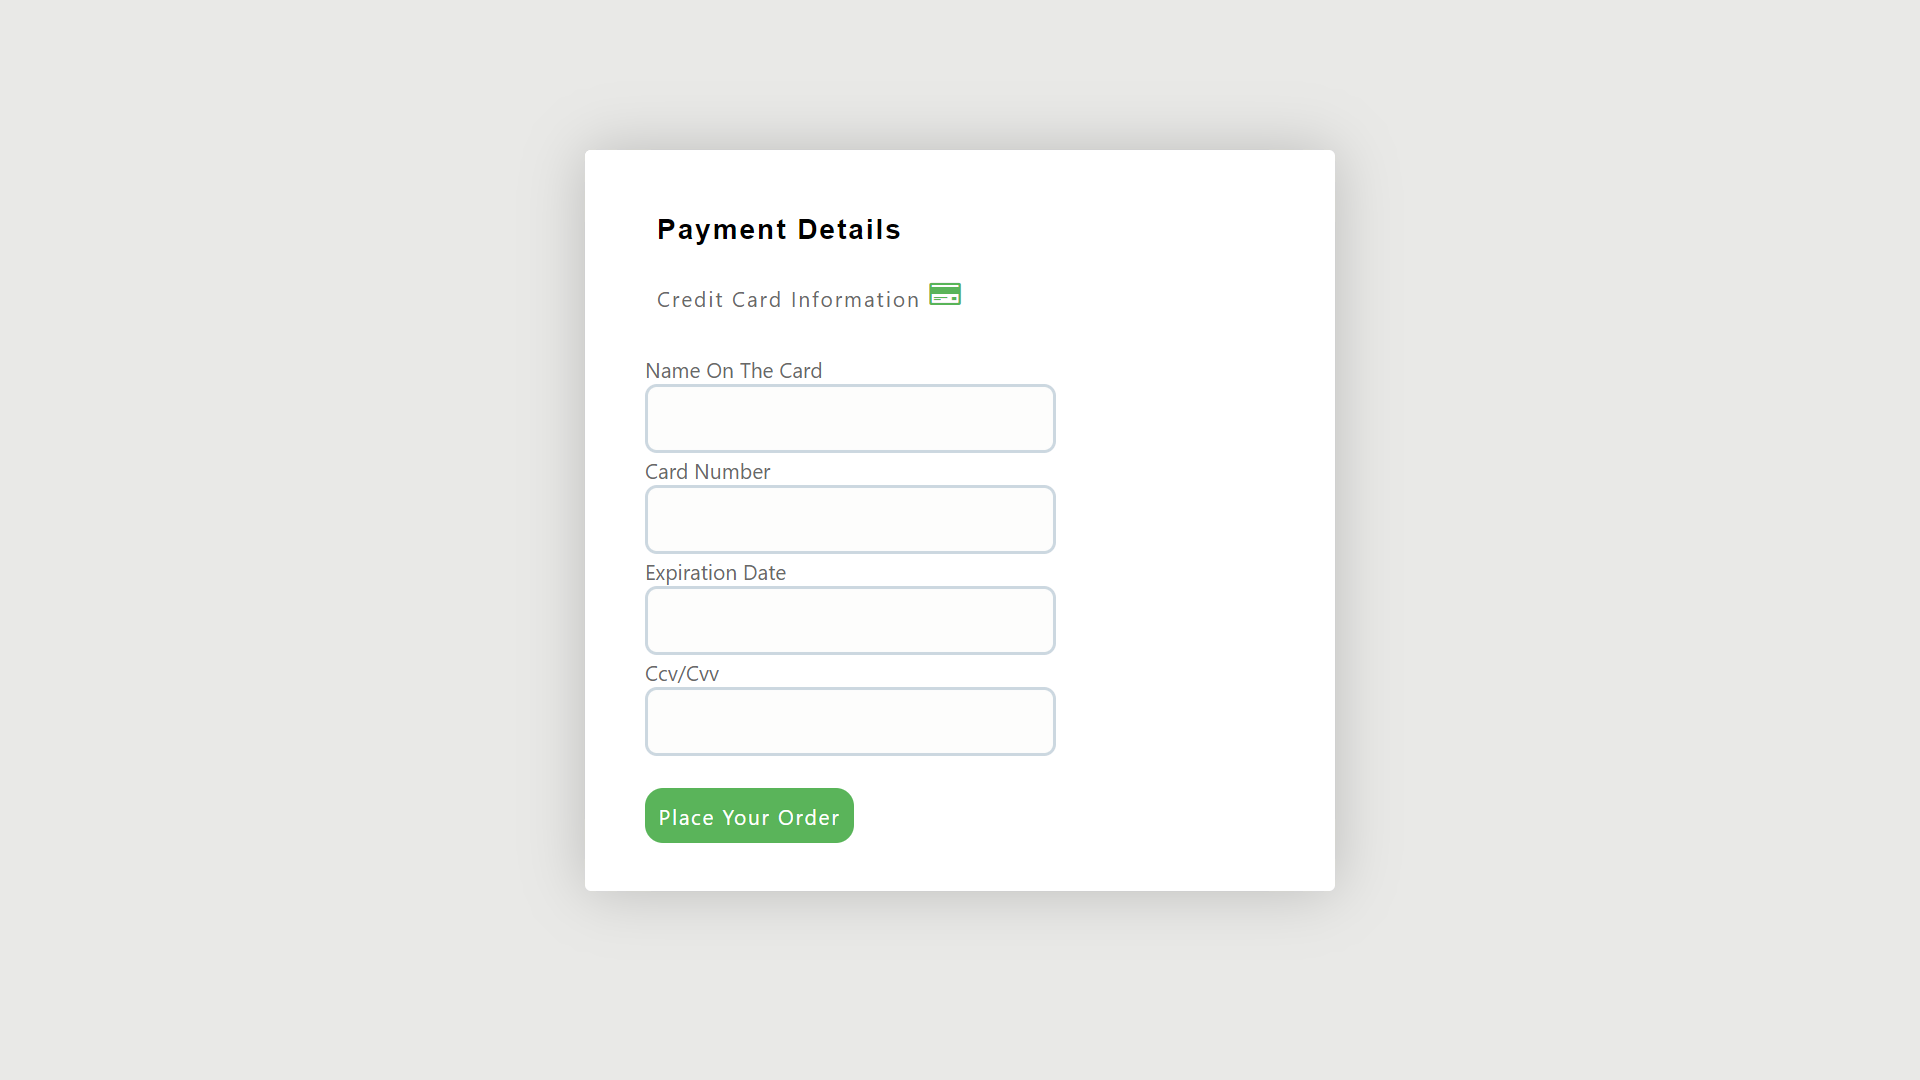 Payment Details
Credit Card Information
Name On The Card
Card Number
Expiration Date
Ccv/Cvv
Place Your Order